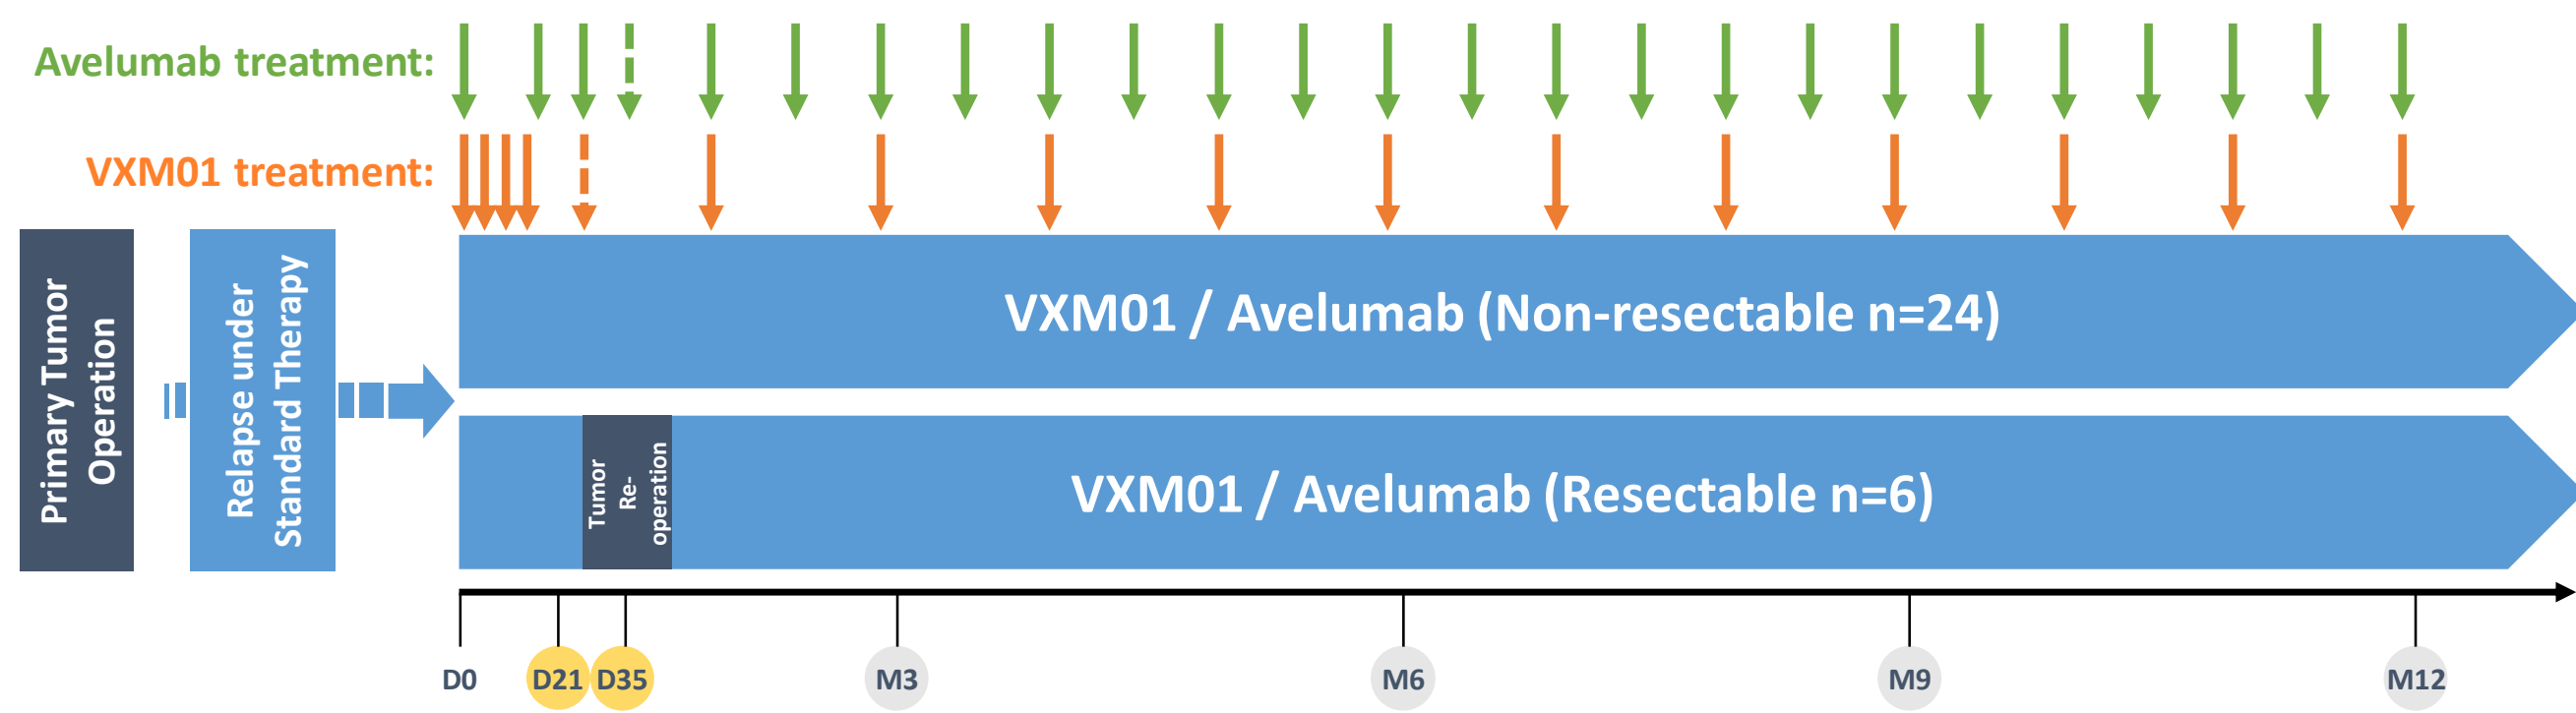 Avelumab treatment:
VXM01 treatment:
Primary Tumor
Operation
Relapse under
Standard Therapy
VXM01 / Avelumab (Non-resectable n=24)
Tumor
Re-
operation
VXM01 / Avelumab (Resectable n=6)
D0
D21
D35
M3
M6
M9
M12